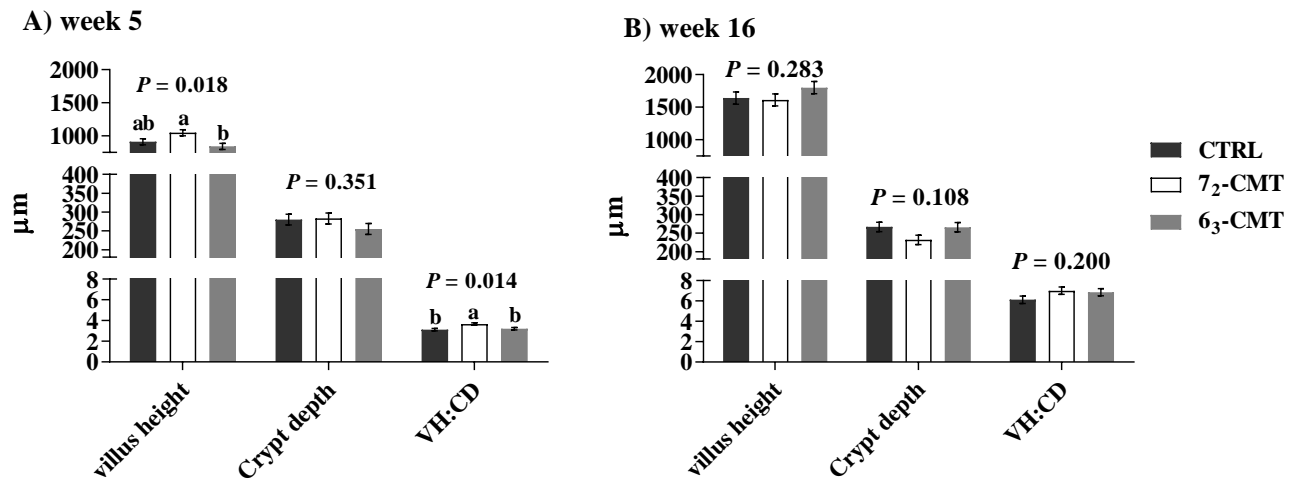 A) week 5
2000
1500
1000
400
350
300
250
200
8
6
4
2
0
µm
P = 0.018
ab
a
b
P = 0.351
P = 0.014
b
a
b
villus height
Crypt depth
VH:CD
B) week 16
2000
1500
1000
400
350
300
250
200
8
6
4
2
0
µm
P = 0.283
P = 0.108
P = 0.200
villus height
Crypt depth
VH:CD
CTRL
7₂-CMT
6₃-CMT